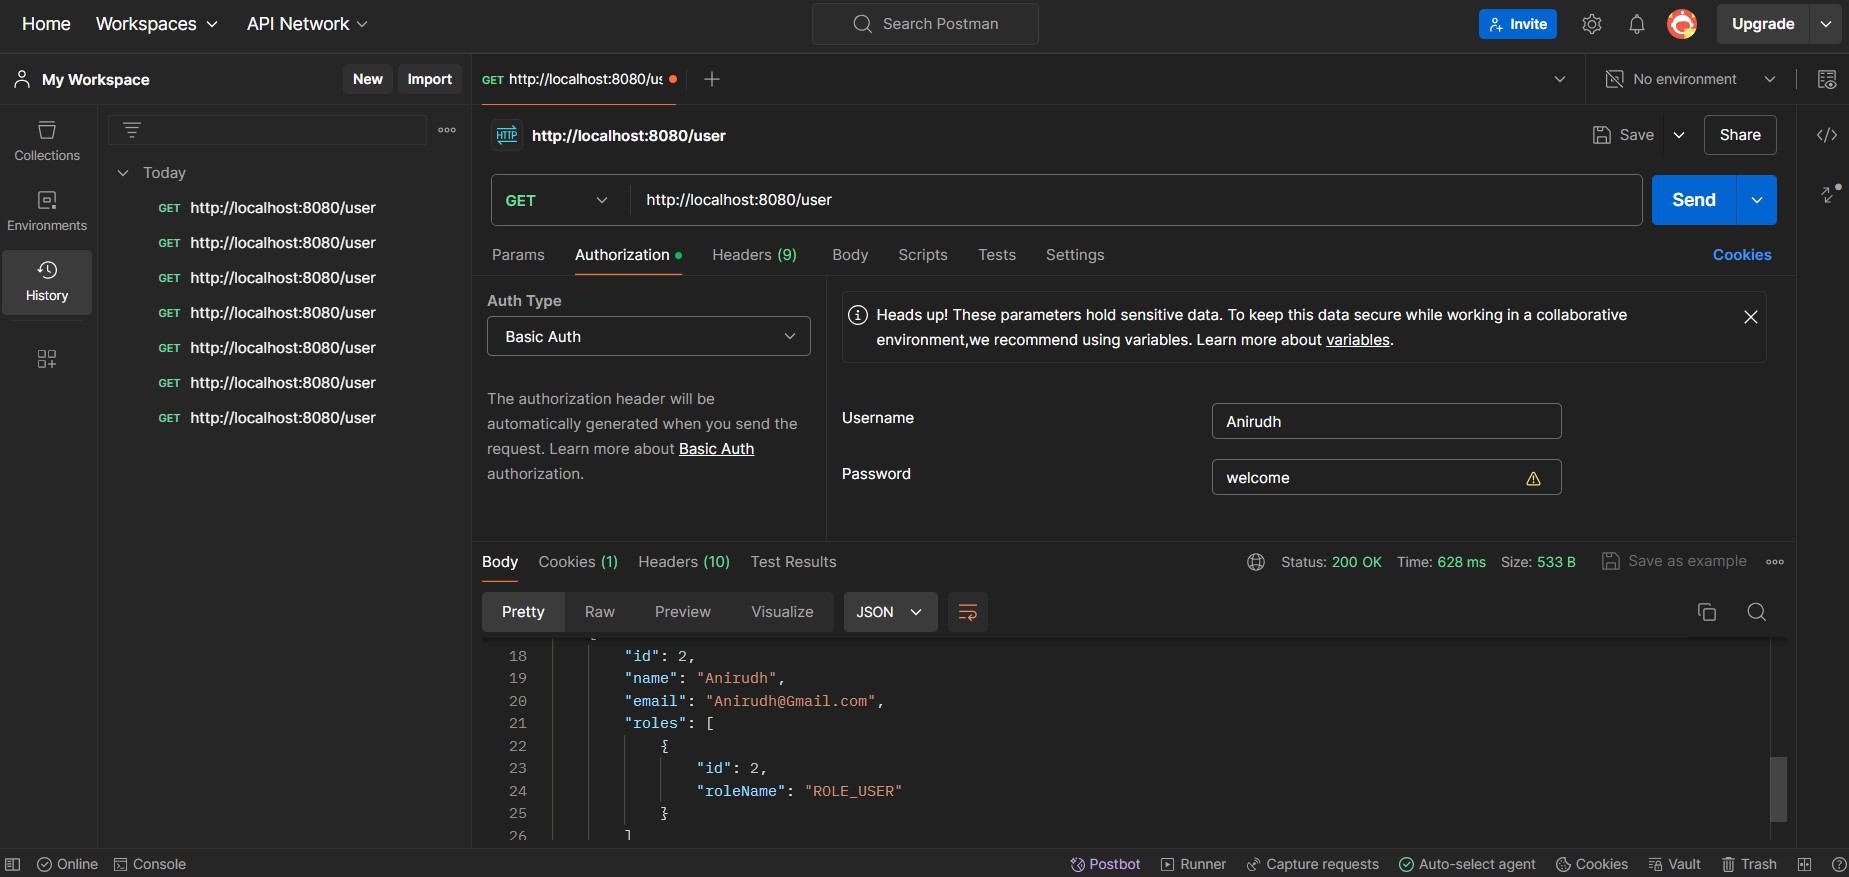 Home Workspaces API Network Search Postman Invite Upgrade
My Workspace New Import GET http://localhost:8080/us No environment
HTTP http://localhost:8080/user Save Share
Collections
Environments
History
Today
GET http://localhost:8080/user
GET http://localhost:8080/user
GET http://localhost:8080/user
GET http://localhost:8080/user
GET http://localhost:8080/user
GET http://localhost:8080/user
GET http://localhost:8080/user
GET http://localhost:8080/user Send
Params Authorization Headers (9) Body Scripts Tests Settings Cookies
Auth Type
Basic Auth
The authorization header will be
automatically generated when you send the
request. Learn more about Basic Auth
authorization.
Heads up! These parameters hold sensitive data. To keep this data secure while working in a collaborative
environment,we recommend using variables. Learn more about variables.
Username Anirudh
Password welcome
Body Cookies (1) Headers (10) Test Results Status: 200 OK Time: 628 ms Size: 533 B Save as example
Pretty Raw Preview Visualize JSON
18 "id": 2,
19 "name": "Anirudh",
20 "email": "Anirudh@Gmail.com",
21 "roles": [
22 {
23 "id": 2,
24 "roleName": "ROLE_USER"
25 }
26 ]
Online Console Postbot Runner Capture requests Auto-select agent Cookies Vault Trash